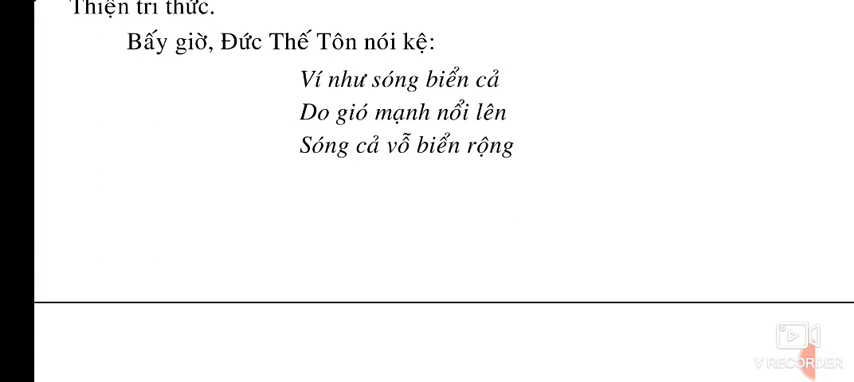 Thiện tri thức.
Bấy giờ, Đức Thế Tôn nói kệ:
Ví như sóng biển cả
Do gió mạnh nổi lên
Sóng cả vỗ biển rộng
V RECORDER